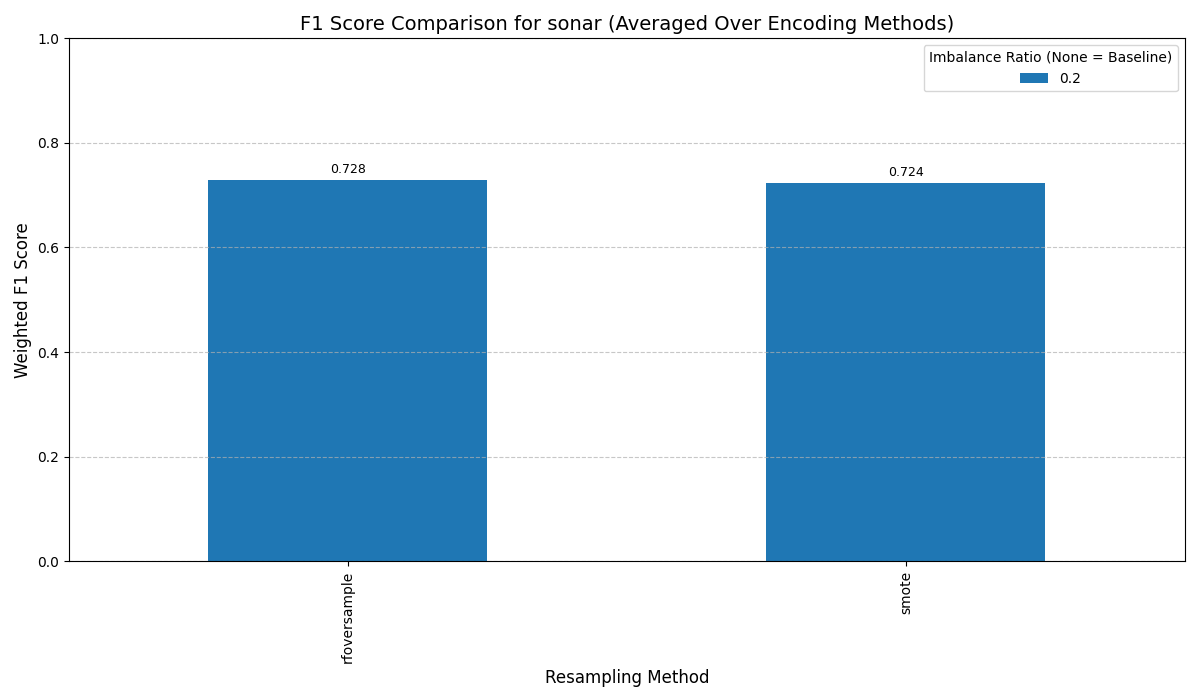 F1 Score Comparison for sonar (Averaged Over Encoding Methods)
Imbalance Ratio (None = Baseline)
0.2
Weighted F1 Score
1.0
0.8
0.6
0.4
0.2
0.0
0.728
0.724
rfoversample
smote
Resampling Method